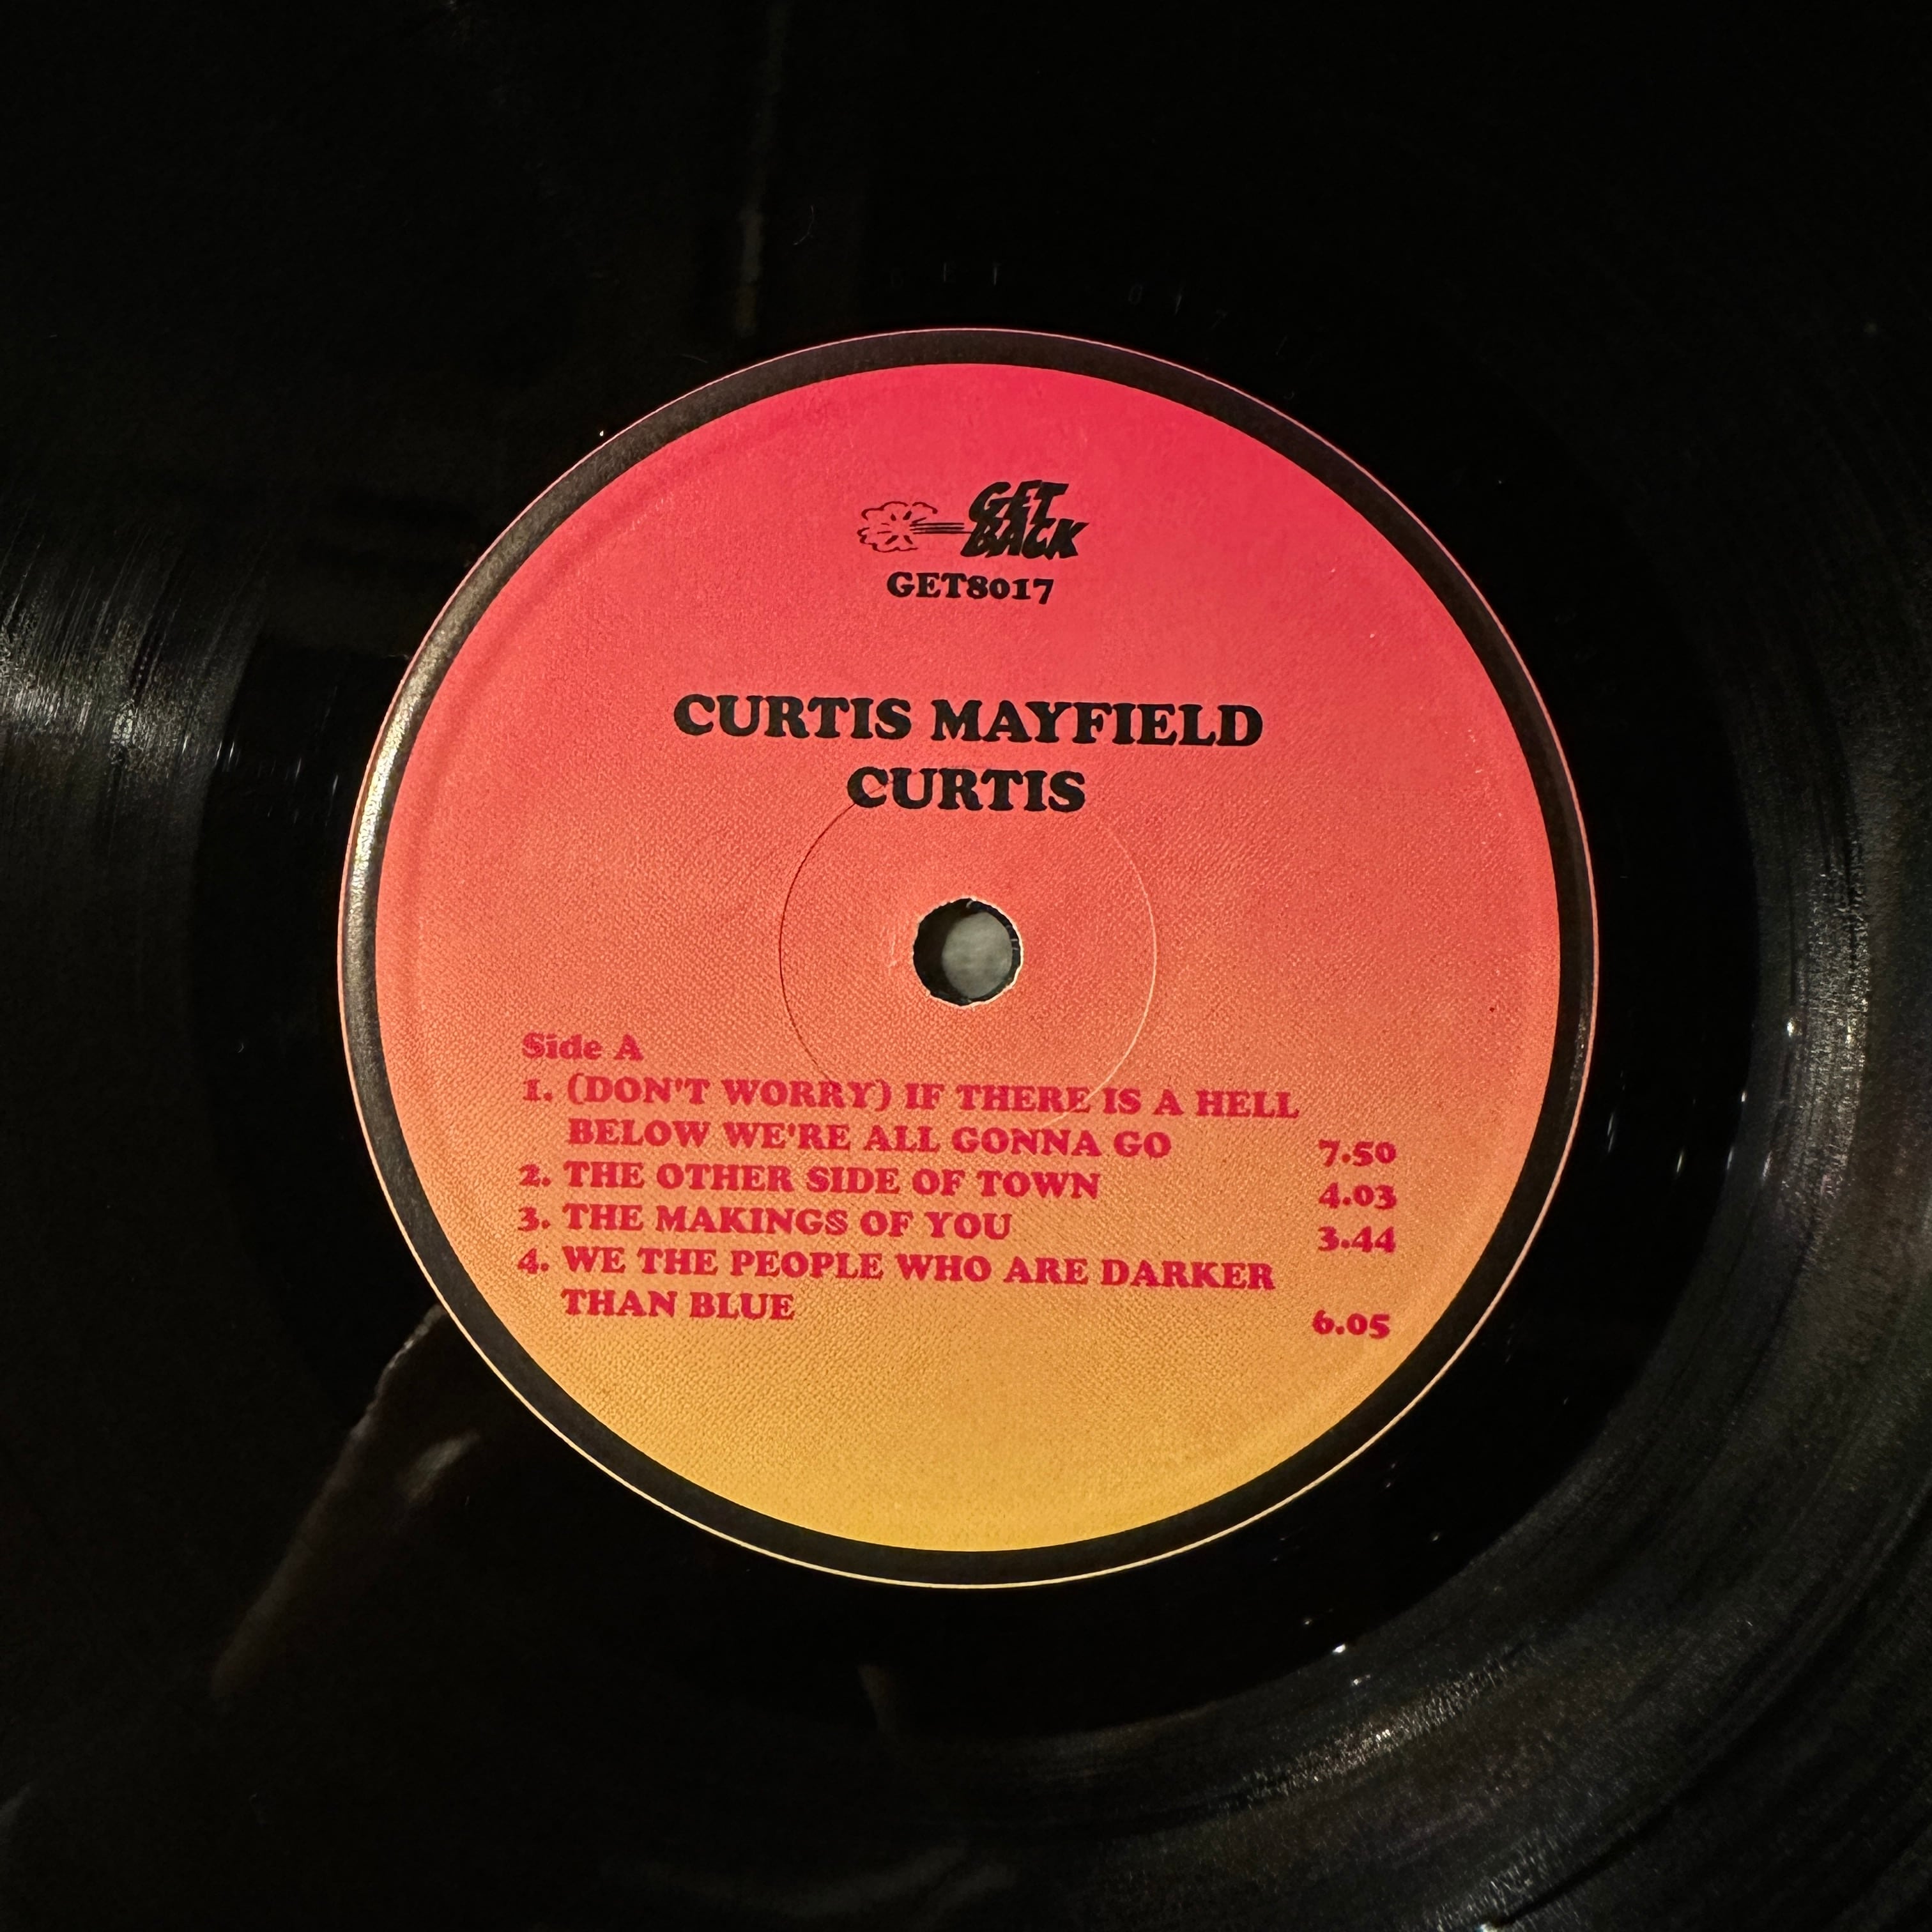 GET
BACK
GET8017
CURTIS MAYFIELD
CURTIS
Side A
1. (DON'T WORRY) IF THERE IS A HELL
BELOW WE'RE ALL GONNA GO 7.50
2. THE OTHER SIDE OF TOWN 4.03
3. THE MAKINGS OF YOU 3.44
4. WE THE PEOPLE WHO ARE DARKER
THAN BLUE 6.05